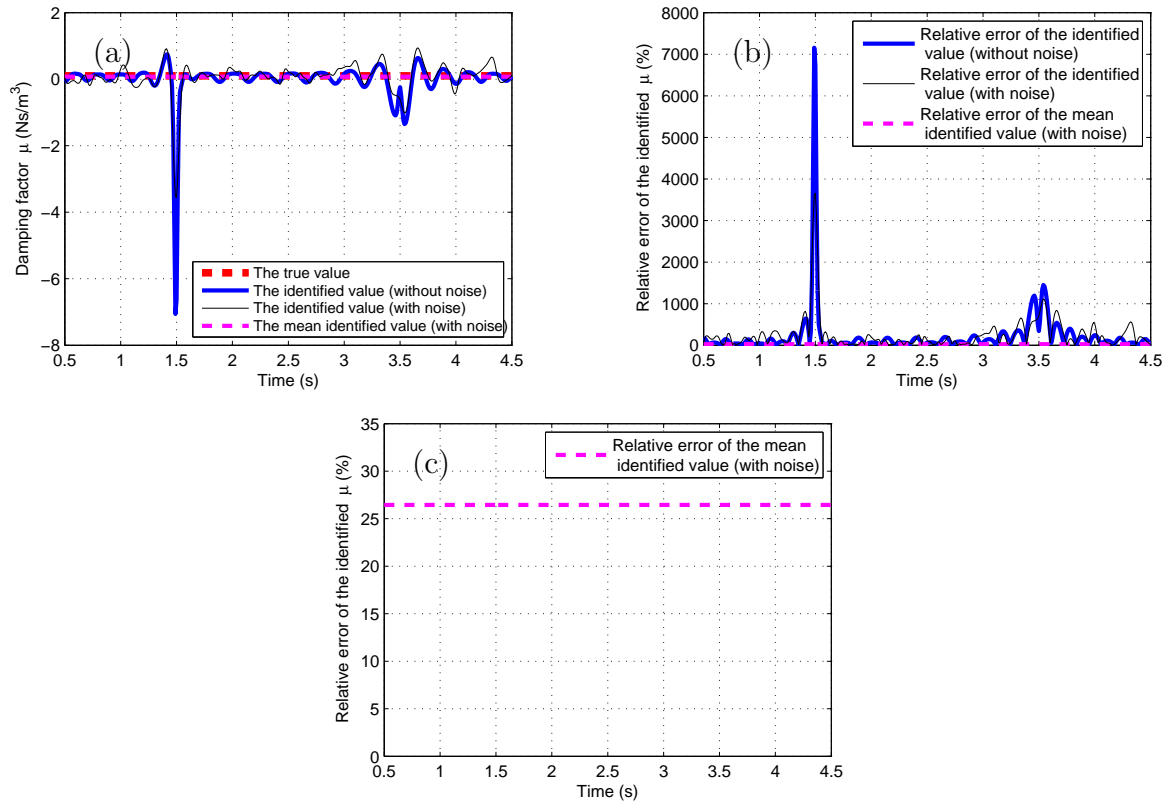 (a)
2
0
−2
−4
−6
−8
Damping factor μ (Ns/m³)
The true value
The identified value (without noise)
The identified value (with noise)
The mean identified value (with noise)
0.5 1 1.5 2 2.5 3 3.5 4 4.5
Time (s)
(b)
8000
7000
6000
5000
4000
3000
2000
1000
0
Relative error of the identified μ (%)
Relative error of the identified
value (without noise)
Relative error of the identified
value (with noise)
Relative error of the mean
identified value (with noise)
0.5 1 1.5 2 2.5 3 3.5 4 4.5
Time (s)
(c)
35
30
25
20
15
10
5
0
Relative error of the identified μ (%)
Relative error of the mean
identified value (with noise)
0.5 1 1.5 2 2.5 3 3.5 4 4.5
Time (s)